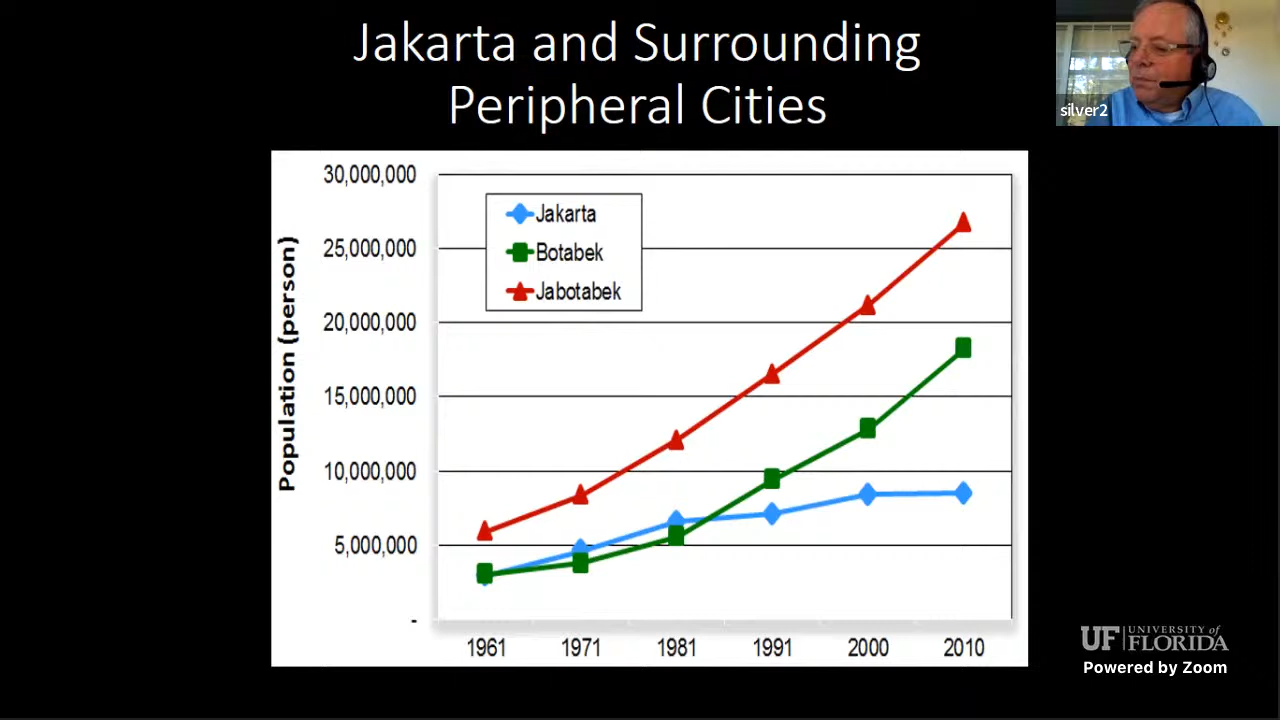 Jakarta and Surrounding
Peripheral Cities
silver2
Population (person)
30,000,000
25,000,000
20,000,000
15,000,000
10,000,000
5,000,000
-
Jakarta
Botabek
Jabotabek
1961 1971 1981 1991 2000 2010
UF UNIVERSITY of
FLORIDA
Powered by Zoom